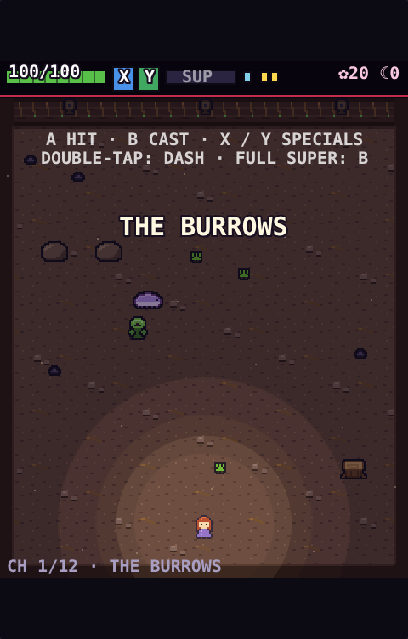 100/100 X Y SUP ✿20 ☾0
A HIT · B CAST · X / Y SPECIALS
DOUBLE-TAP: DASH · FULL SUPER: B
THE BURROWS
CH 1/12 · THE BURROWS